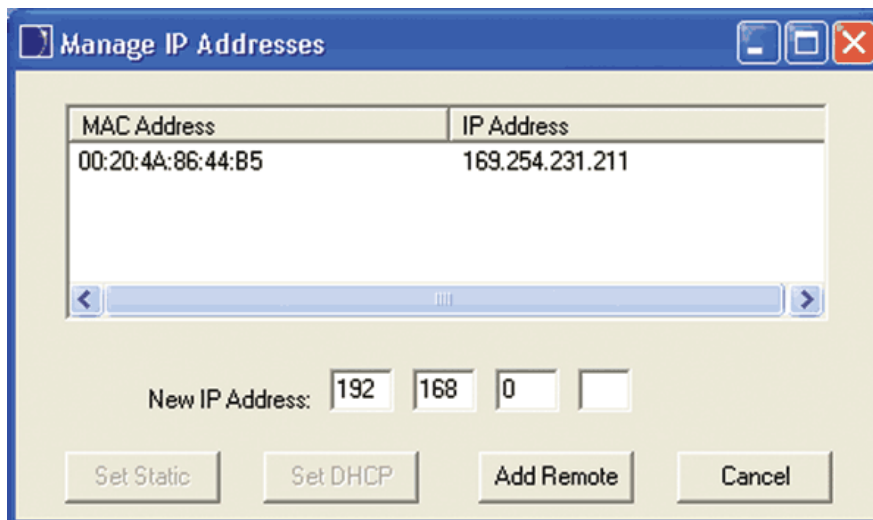 Manage IP Addresses
MAC Address IP Address
00:20:4A:86:44:B5 169.254.231.211
New IP Address: 192 168 0
Set Static Set DHCP Add Remote Cancel